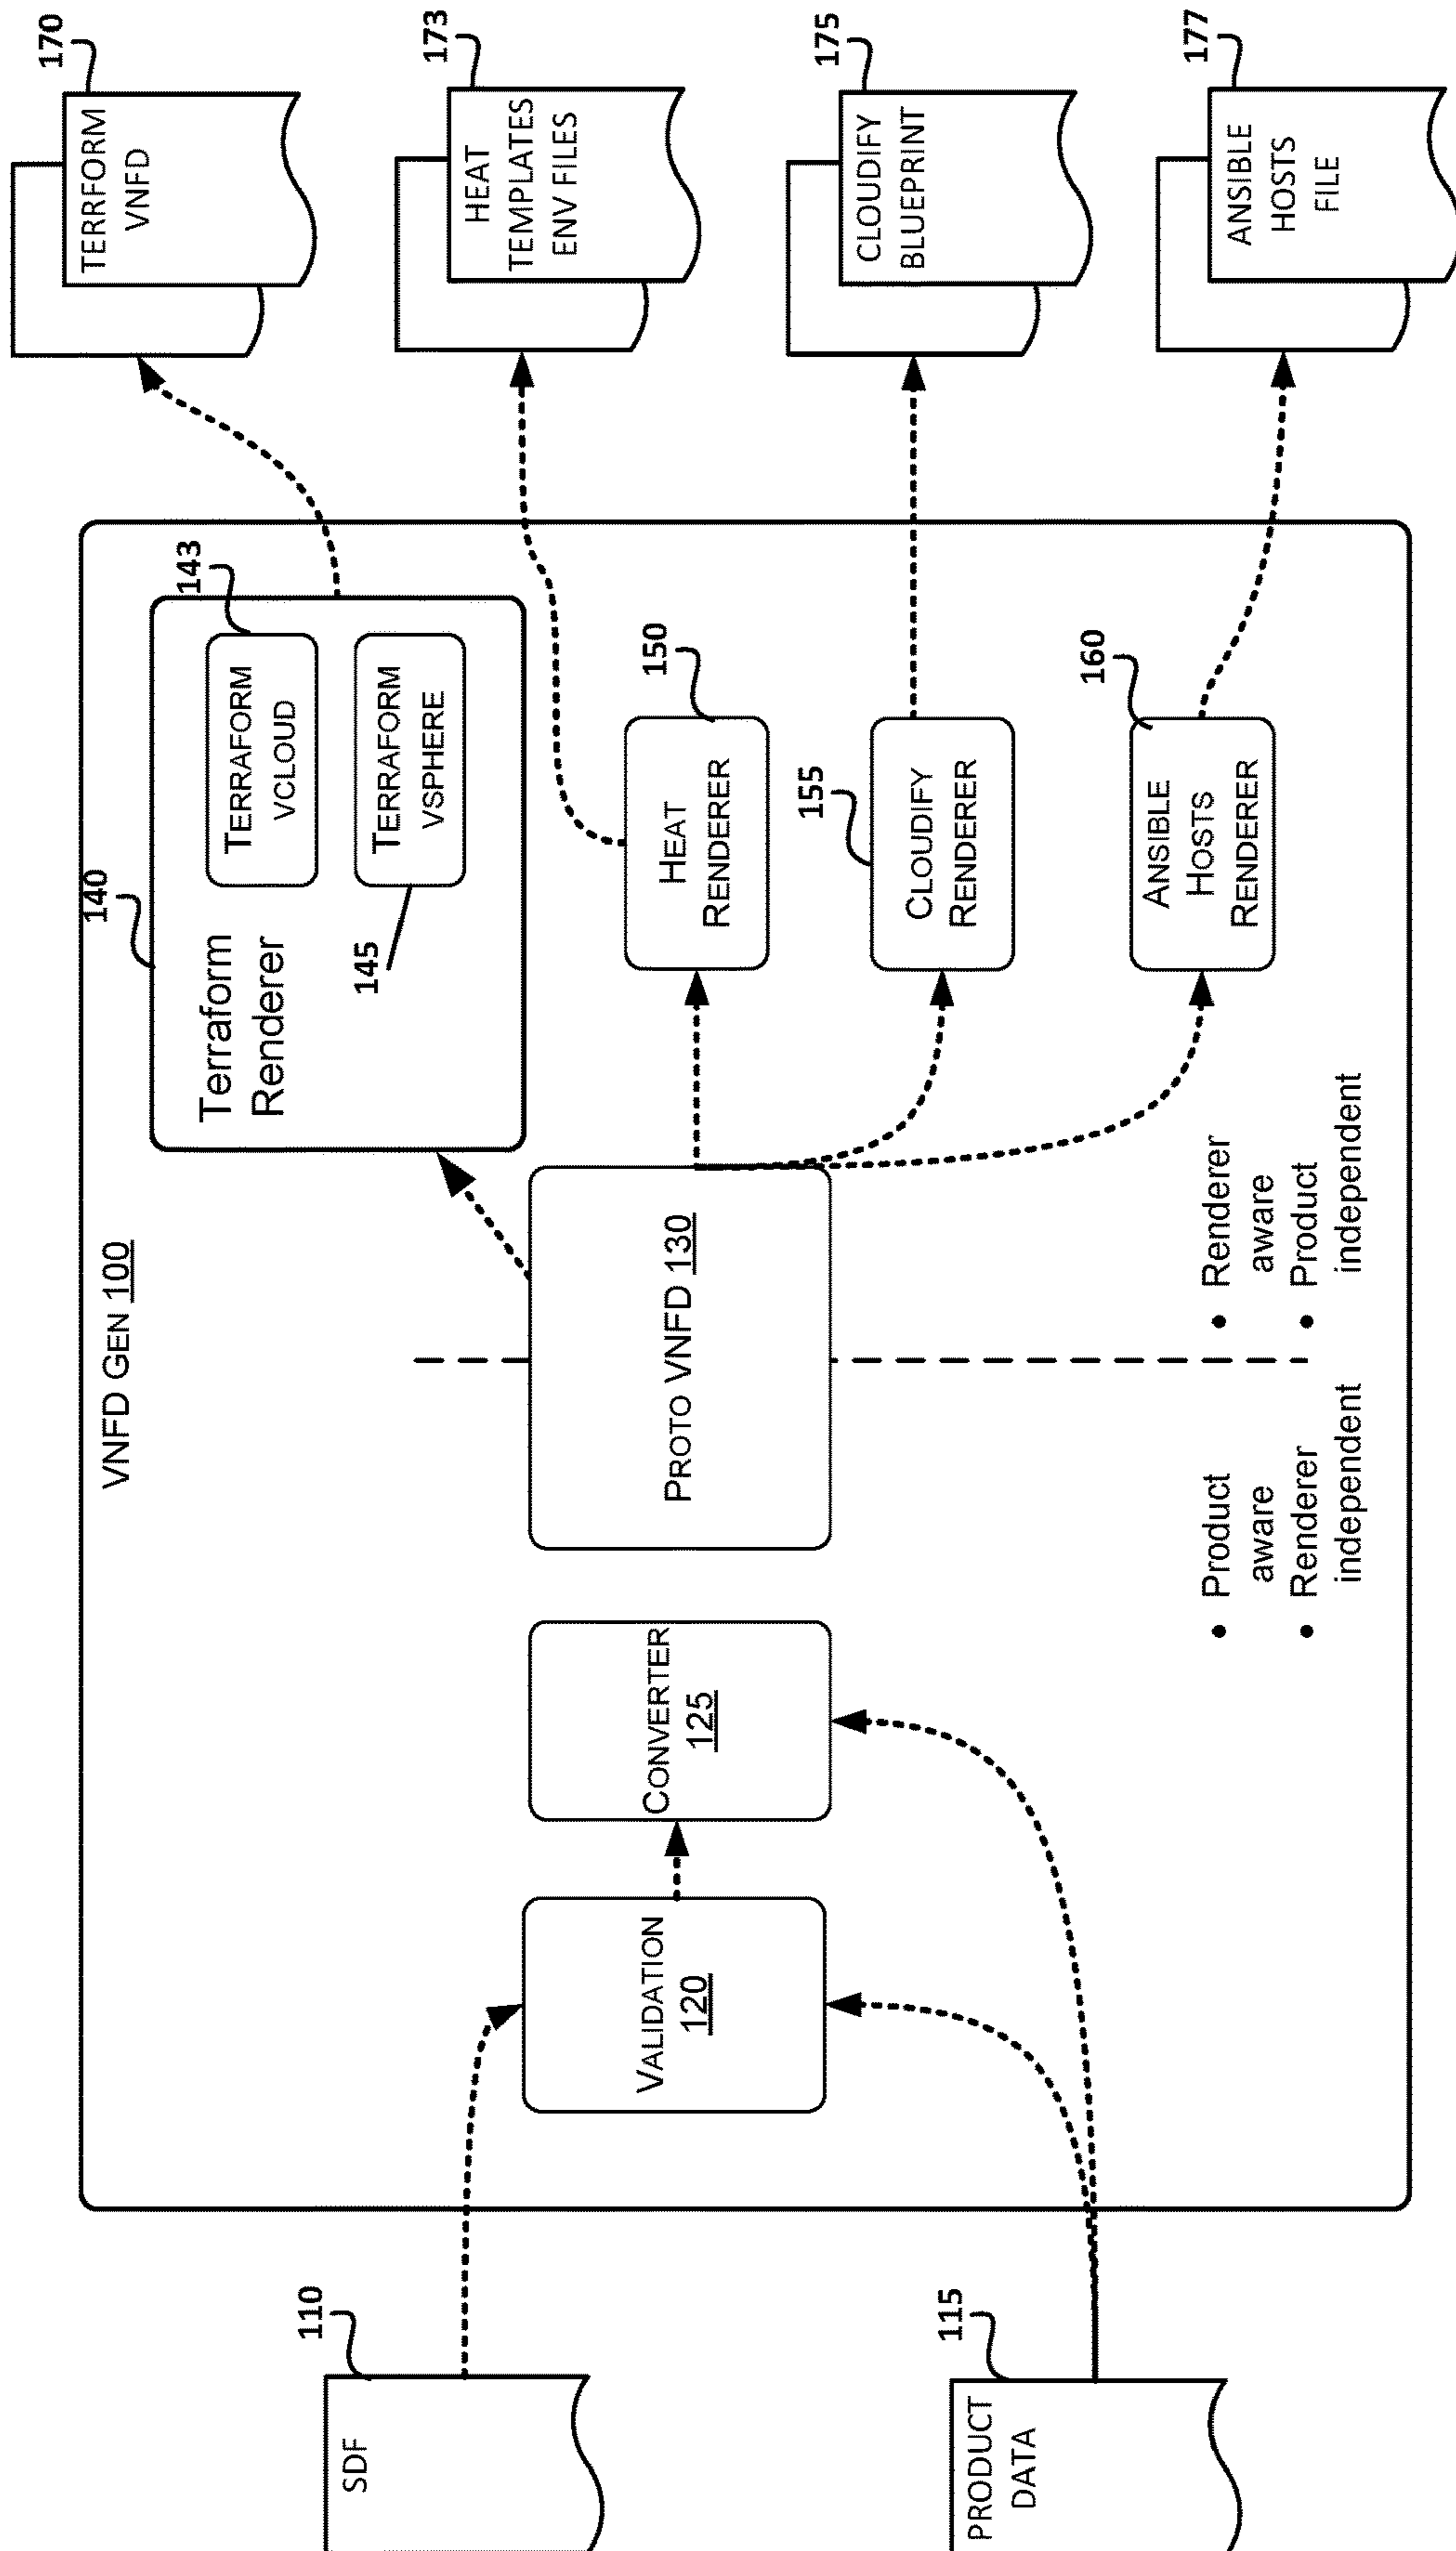 VNFD GEN 100
SDF
110
PRODUCT
DATA
115
VALIDATION
120
CONVERTER
125
PROTO VNFD 130
• Product
aware
• Renderer
independent
• Renderer
aware
• Product
independent
140
Terraform
Renderer
TERRAFORM
VCLOUD
143
TERRAFORM
VSPHERE
145
HEAT
RENDERER
150
CLOUDIFY
RENDERER
155
ANSIBLE
HOSTS
RENDERER
160
TERRFORM
VNFD
170
HEAT
TEMPLATES
ENV FILES
173
CLOUDIFY
BLUEPRINT
175
ANSIBLE
HOSTS
FILE
177